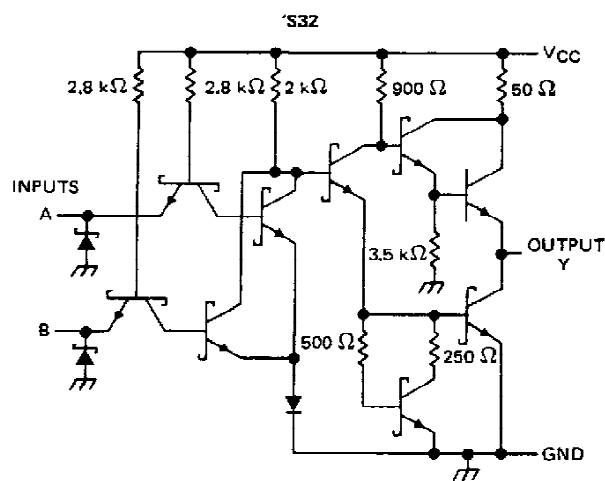 'S32
VCC
2.8 kΩ
2.8 kΩ
2 kΩ
900 Ω
50 Ω
INPUTS
A
3.5 kΩ
OUTPUT
Y
B
500 Ω
250 Ω
GND